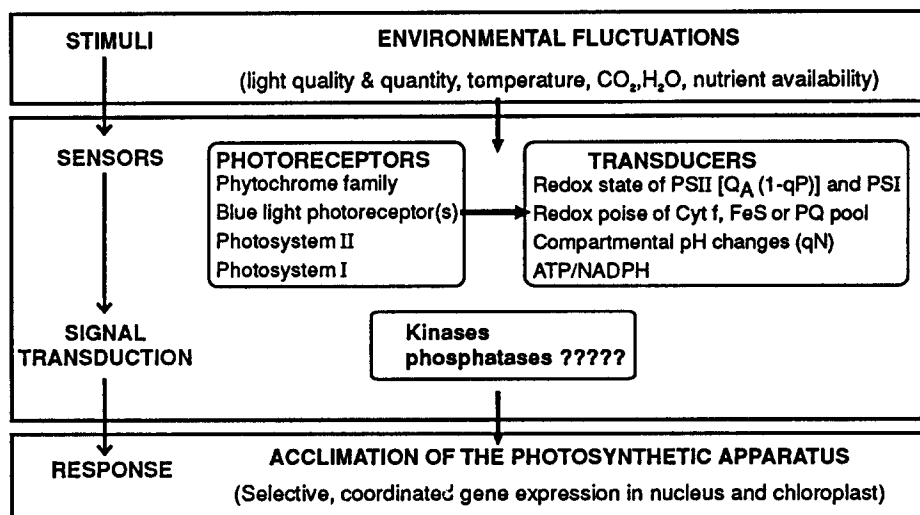 STIMULI
ENVIRONMENTAL FLUCTUATIONS
(light quality & quantity, temperature, CO₂,H₂O, nutrient availability)
SENSORS
PHOTORECEPTORS
Phytochrome family
Blue light photoreceptor(s)
Photosystem II
Photosystem I
TRANSDUCERS
Redox state of PSII [Q_A (1-qP)] and PSI
Redox poise of Cyt f, FeS or PQ pool
Compartmental pH changes (qN)
ATP/NADPH
SIGNAL
TRANSDUCTION
Kinases
phosphatases ?????
RESPONSE
ACCLIMATION OF THE PHOTOSYNTHETIC APPARATUS
(Selective, coordinated gene expression in nucleus and chloroplast)